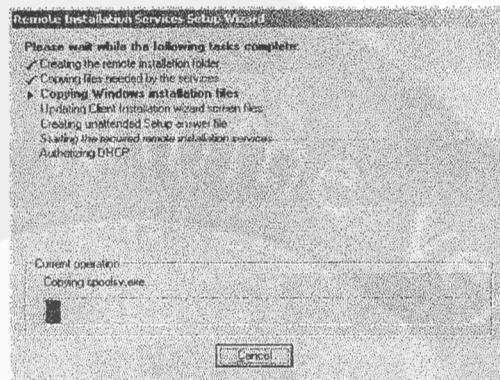 Remote Installation Services Setup Wizard
Please wait while the following tasks complete:
Creating the remote installation folder
Copying files needed by the services
Copying Windows installation files
Updating Client Installation wizard screen files
Creating unattended Setup answer file
Starting the required remote installation services
Authorizing DHCP
Current operation
Copying spoolsv.exe
Cancel